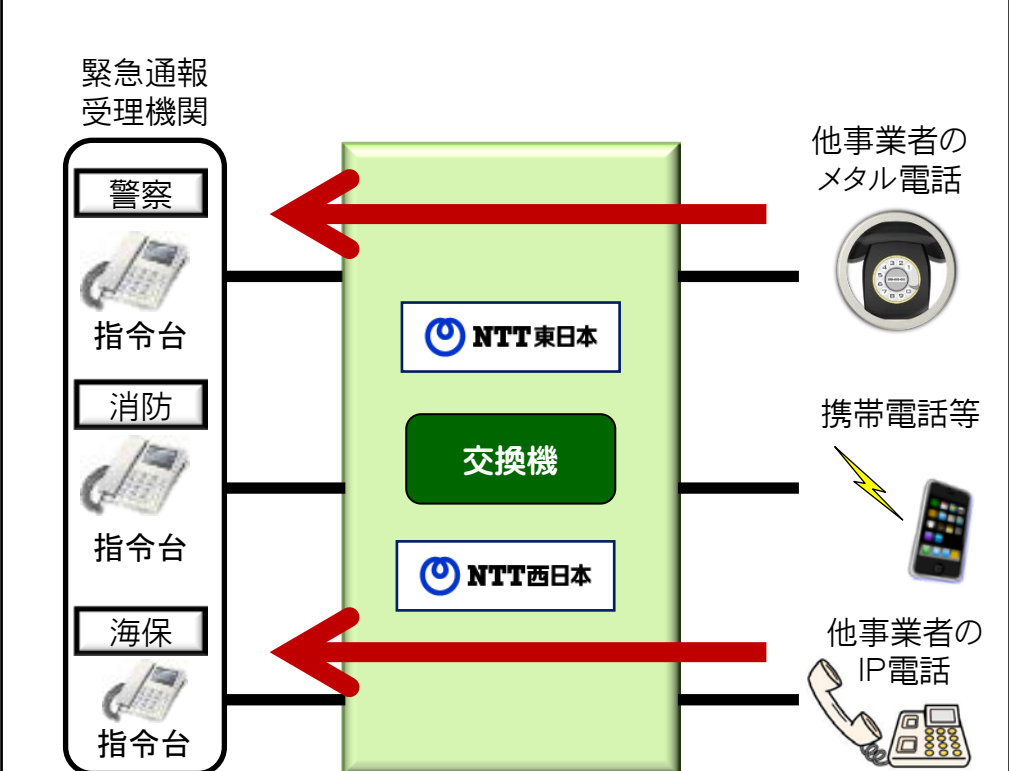 緊急通報
受理機関
警察
指令台
消防
指令台
海保
指令台
NTT東日本
交換機
NTT西日本
他事業者の
メタル電話
携帯電話等
他事業者の
IP電話